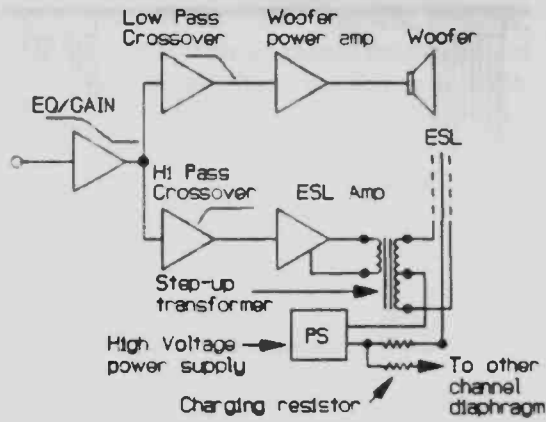 Low Pass
Crossover
Woofer
power amp
Woofer
EQ/GAIN
ESL
Hi Pass
Crossover
ESL Amp
Step-up
transformer
High Voltage
power supply
PS
To other
channel
diaphragm
Charging resistor